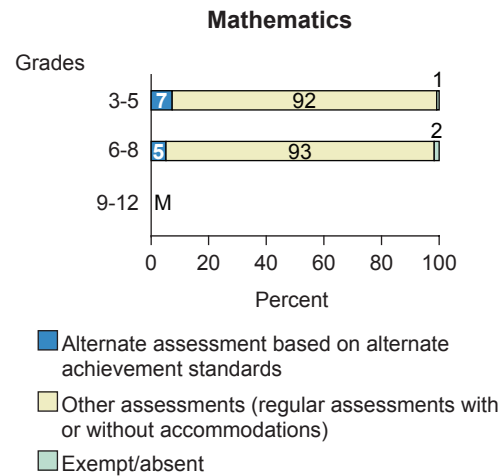 Mathematics
Grades
1
3-5 7 92
2
6-8 5 93
9-12 M
0 20 40 60 80 100
Percent
Alternate assessment based on alternate
achievement standards
Other assessments (regular assessments with
or without accommodations)
Exempt/absent